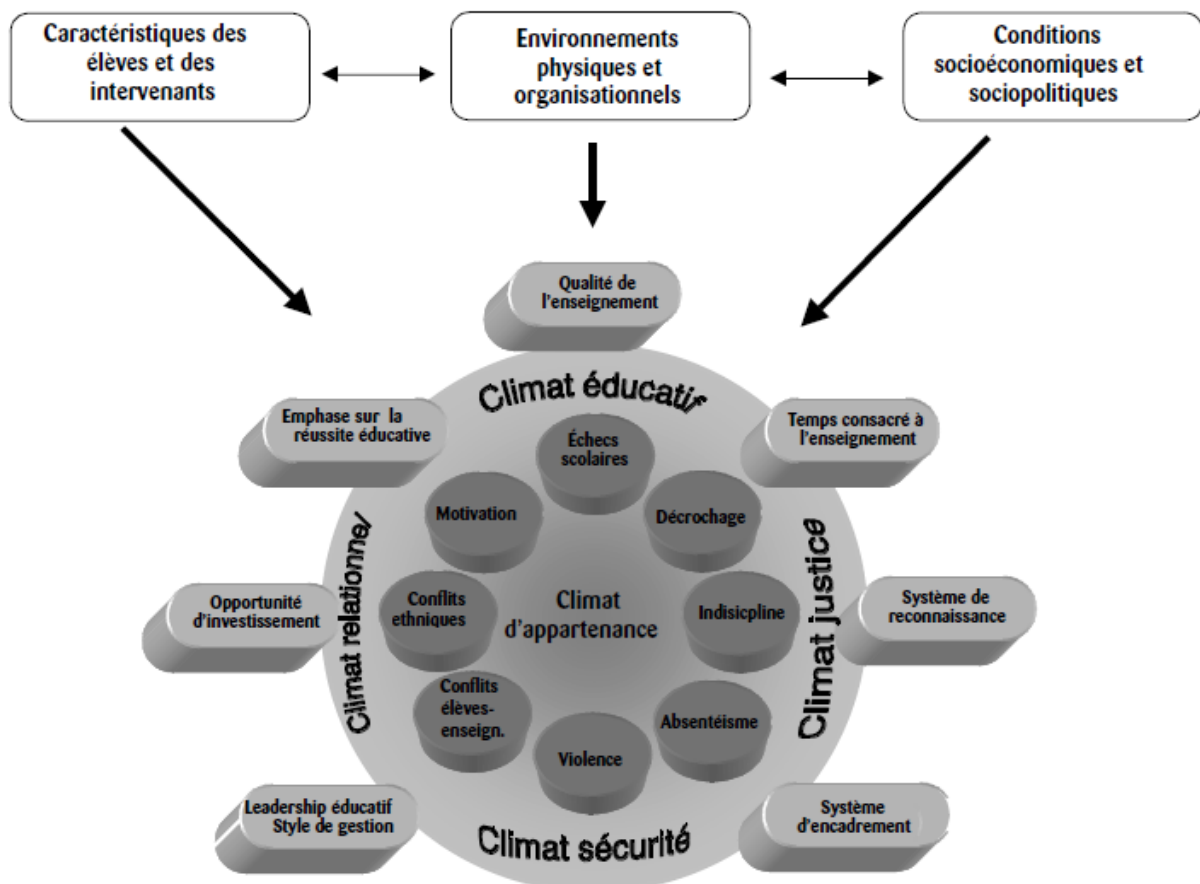 Caractéristiques des
élèves et des
intervenants
Environnements
physiques et
organisationnels
Conditions
socioéconomiques et
sociopolitiques
Qualité de
l'enseignement
Climat éducatif
Emphase sur la
réussite éducative
Temps consacré à
l'enseignement
Échecs
scolaires
Motivation
Décrochage
Climat relationnel
Opportunité
d'investissement
Conflits
ethniques
Climat
d'appartenance
Indisicpline
Climat justice
Système de
reconnaissance
Conflits
élèves-
enseign.
Absentéisme
Violence
Leadership éducatif
Style de gestion
Climat sécurité
Système
d'encadrement